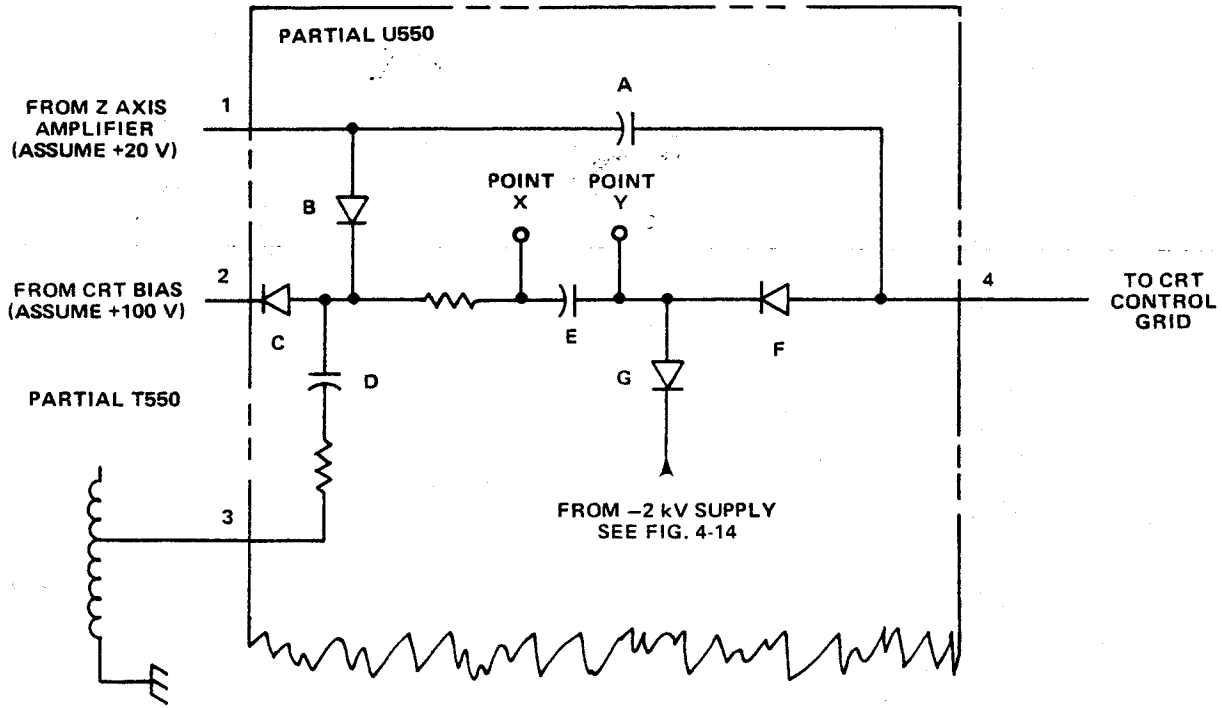 PARTIAL U550
A
FROM Z AXIS
AMPLIFIER
(ASSUME +20 V)
1
B
POINT
X
POINT
Y
FROM CRT BIAS
(ASSUME +100 V)
2
C
E
F
4
TO CRT
CONTROL
GRID
D
G
PARTIAL T550
3
FROM −2 kV SUPPLY
SEE FIG. 4-14